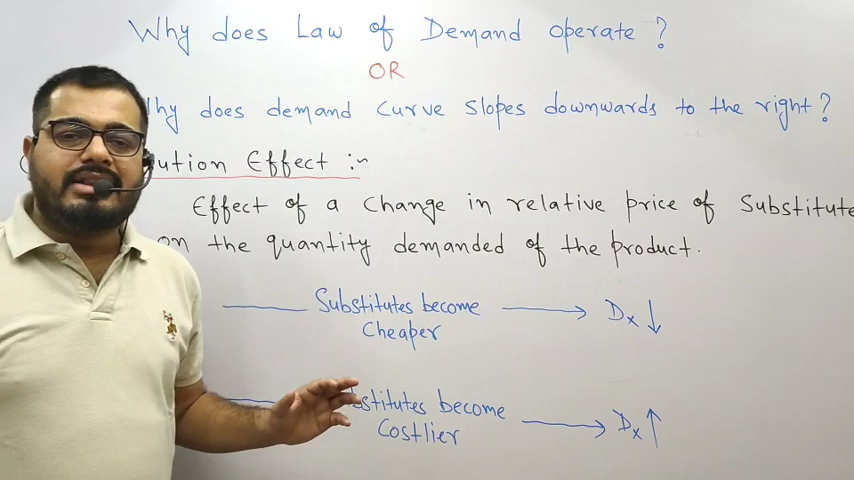 Why does Law of Demand operate ?
OR
hy does demand curve slopes downwards to the right ?
ution Effect :~
Effect of a change in relative price of Substitute
on the quantity demanded of the product.
Substitutes become
Cheaper
Dx ↓
stitutes become
Costlier
Dx ↑